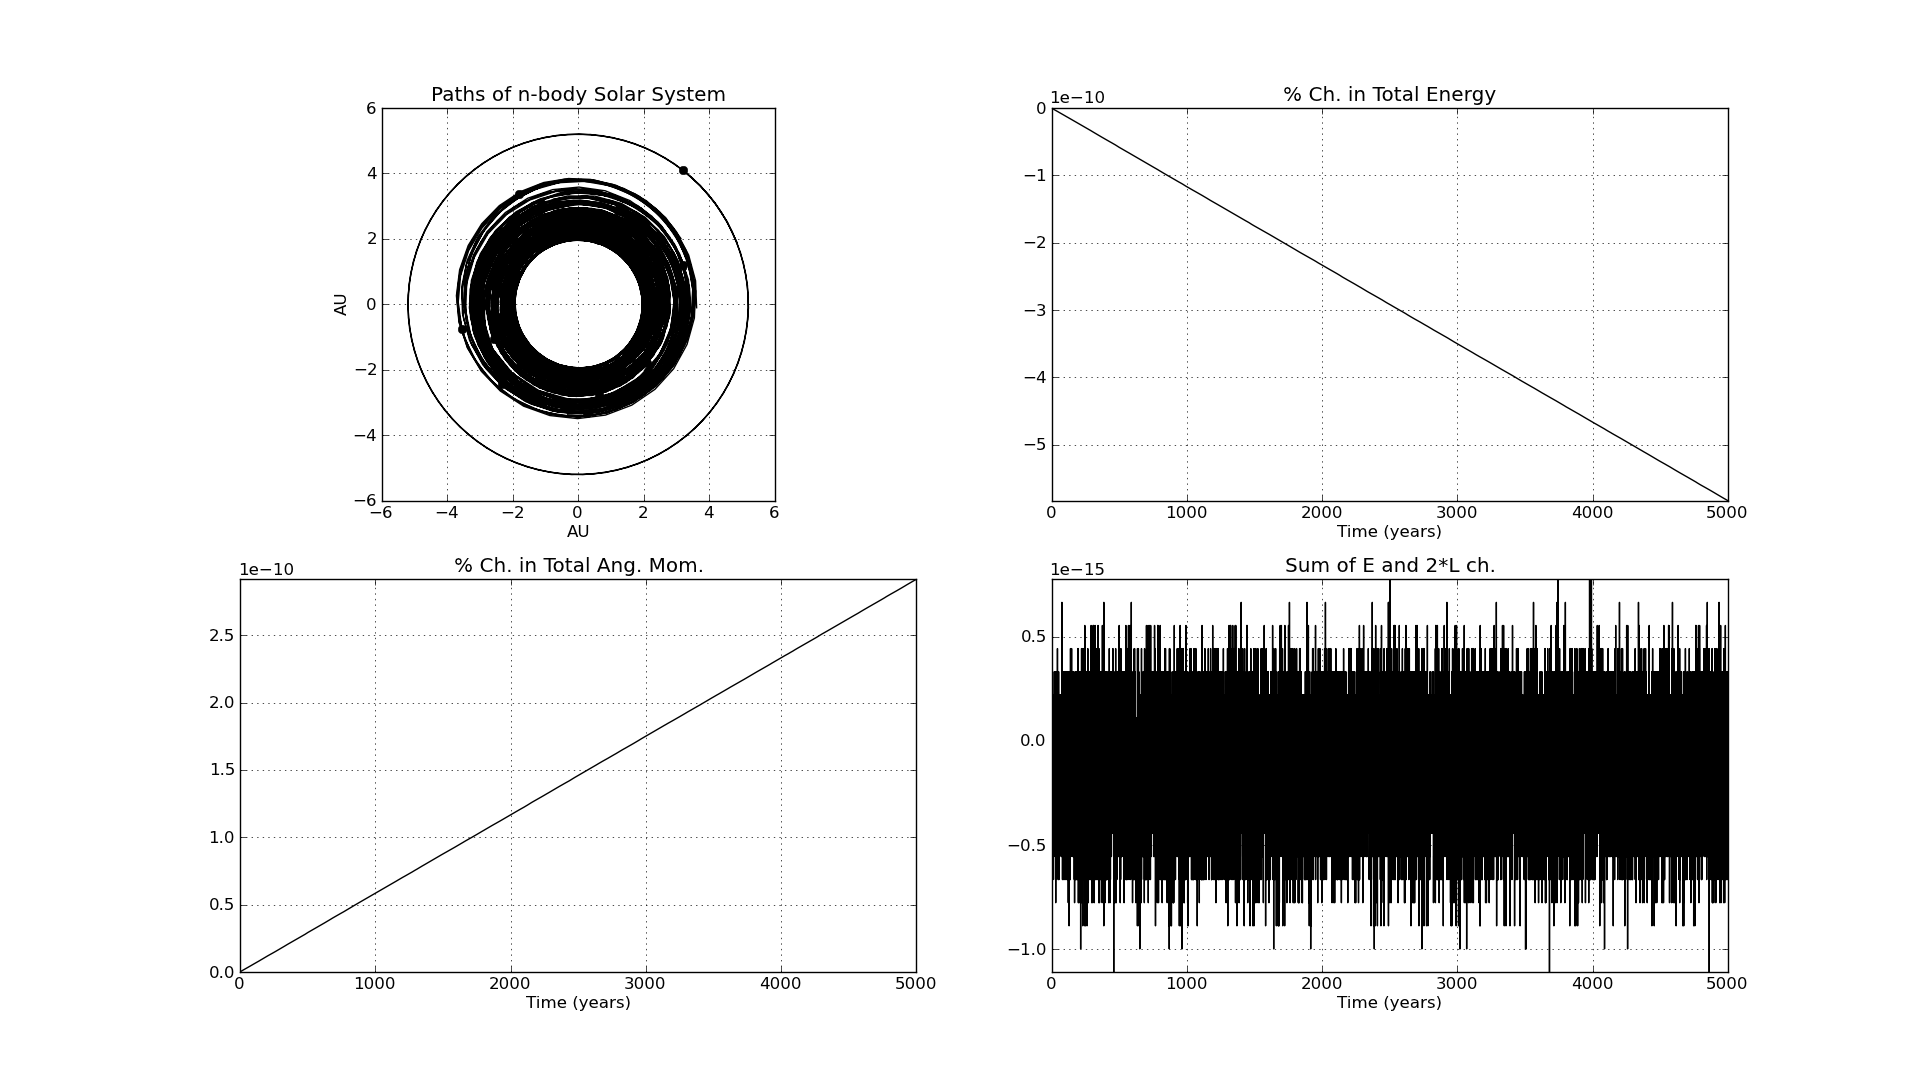 Paths of n-body Solar System
6
4
2
0
−2
−4
−6
AU
−6 −4 −2 0 2 4 6
AU
% Ch. in Total Energy
1e−10
0
−1
−2
−3
−4
−5
0 1000 2000 3000 4000 5000
Time (years)
% Ch. in Total Ang. Mom.
1e−10
2.5
2.0
1.5
1.0
0.5
0.0
0 1000 2000 3000 4000 5000
Time (years)
Sum of E and 2*L ch.
1e−15
0.5
0.0
−0.5
−1.0
0 1000 2000 3000 4000 5000
Time (years)